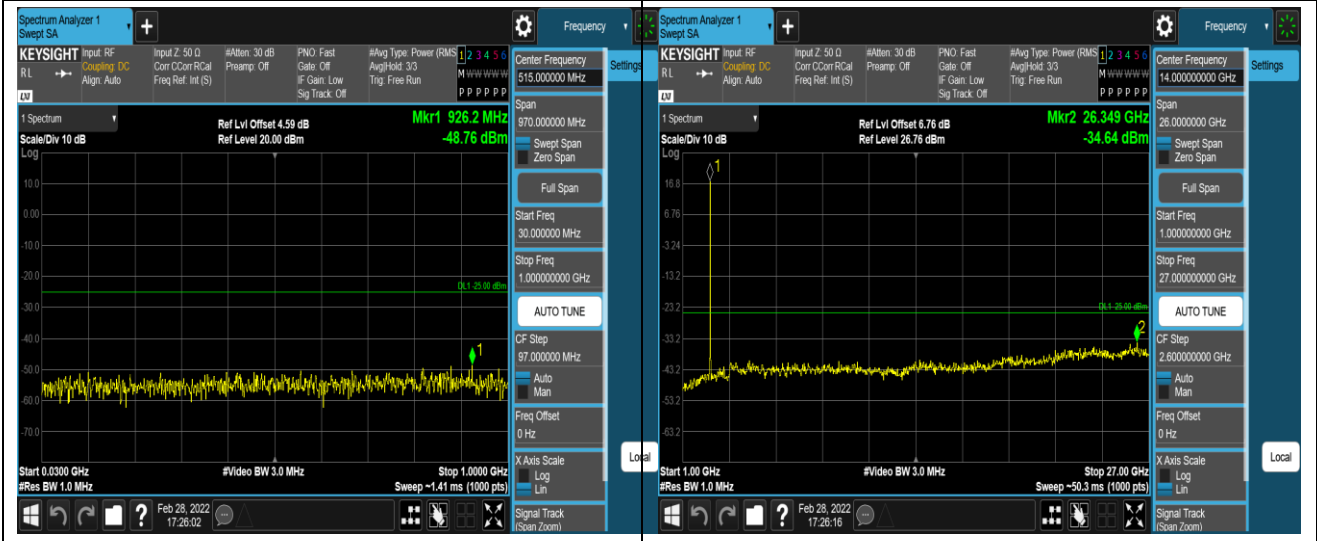 Spectrum Analyzer 1
Swept SA
+
Frequency
KEYSIGHT
RL
LXI
Input: RF
Coupling: DC
Align: Auto
Input Z: 50 Ω
Corr CCorr RCal
Freq Ref: Int (S)
#Atten: 30 dB
Preamp: Off
PNO: Fast
Gate: Off
IF Gain: Low
Sig Track: Off
#Avg Type: Power (RMS
Avg|Hold: 3/3
Trig: Free Run
1 2 3 4 5 6
M W W W W W
P P P P P P
Center Frequency
515.000000 MHz
Settings
1 Spectrum
Scale/Div 10 dB
Ref Lvl Offset 4.59 dB
Ref Level 20.00 dBm
Mkr1 926.2 MHz
-48.76 dBm
Log
10.0
0.00
-10.0
-20.0
-30.0
-40.0
-50.0
-60.0
-70.0
DL1 -25.00 dBm
1
Start 0.0300 GHz
#Res BW 1.0 MHz
#Video BW 3.0 MHz
Stop 1.0000 GHz
Sweep ~1.41 ms (1000 pts)
Span
970.000000 MHz
Swept Span
Zero Span
Full Span
Start Freq
30.000000 MHz
Stop Freq
1.000000000 GHz
AUTO TUNE
CF Step
97.000000 MHz
Auto
Man
Freq Offset
0 Hz
X Axis Scale
Log
Lin
Signal Track
(Span Zoom)
Local
?
Feb 28, 2022
17:26:02
Spectrum Analyzer 1
Swept SA
+
Frequency
KEYSIGHT
RL
LXI
Input: RF
Coupling: DC
Align: Auto
Input Z: 50 Ω
Corr CCorr RCal
Freq Ref: Int (S)
#Atten: 30 dB
Preamp: Off
PNO: Fast
Gate: Off
IF Gain: Low
Sig Track: Off
#Avg Type: Power (RMS
Avg|Hold: 3/3
Trig: Free Run
1 2 3 4 5 6
M W W W W W
P P P P P P
Center Frequency
14.000000000 GHz
Settings
1 Spectrum
Scale/Div 10 dB
Ref Lvl Offset 6.76 dB
Ref Level 26.76 dBm
Mkr2 26.349 GHz
-34.64 dBm
Log
16.8
6.76
-3.24
-13.2
-23.2
-33.2
-43.2
-53.2
-63.2
1
DL1 -25.00 dBm
2
Start 1.00 GHz
#Res BW 1.0 MHz
#Video BW 3.0 MHz
Stop 27.00 GHz
Sweep ~50.3 ms (1000 pts)
Span
26.0000000 GHz
Swept Span
Zero Span
Full Span
Start Freq
1.000000000 GHz
Stop Freq
27.000000000 GHz
AUTO TUNE
CF Step
2.600000000 GHz
Auto
Man
Freq Offset
0 Hz
X Axis Scale
Log
Lin
Signal Track
(Span Zoom)
Local
?
Feb 28, 2022
17:26:16